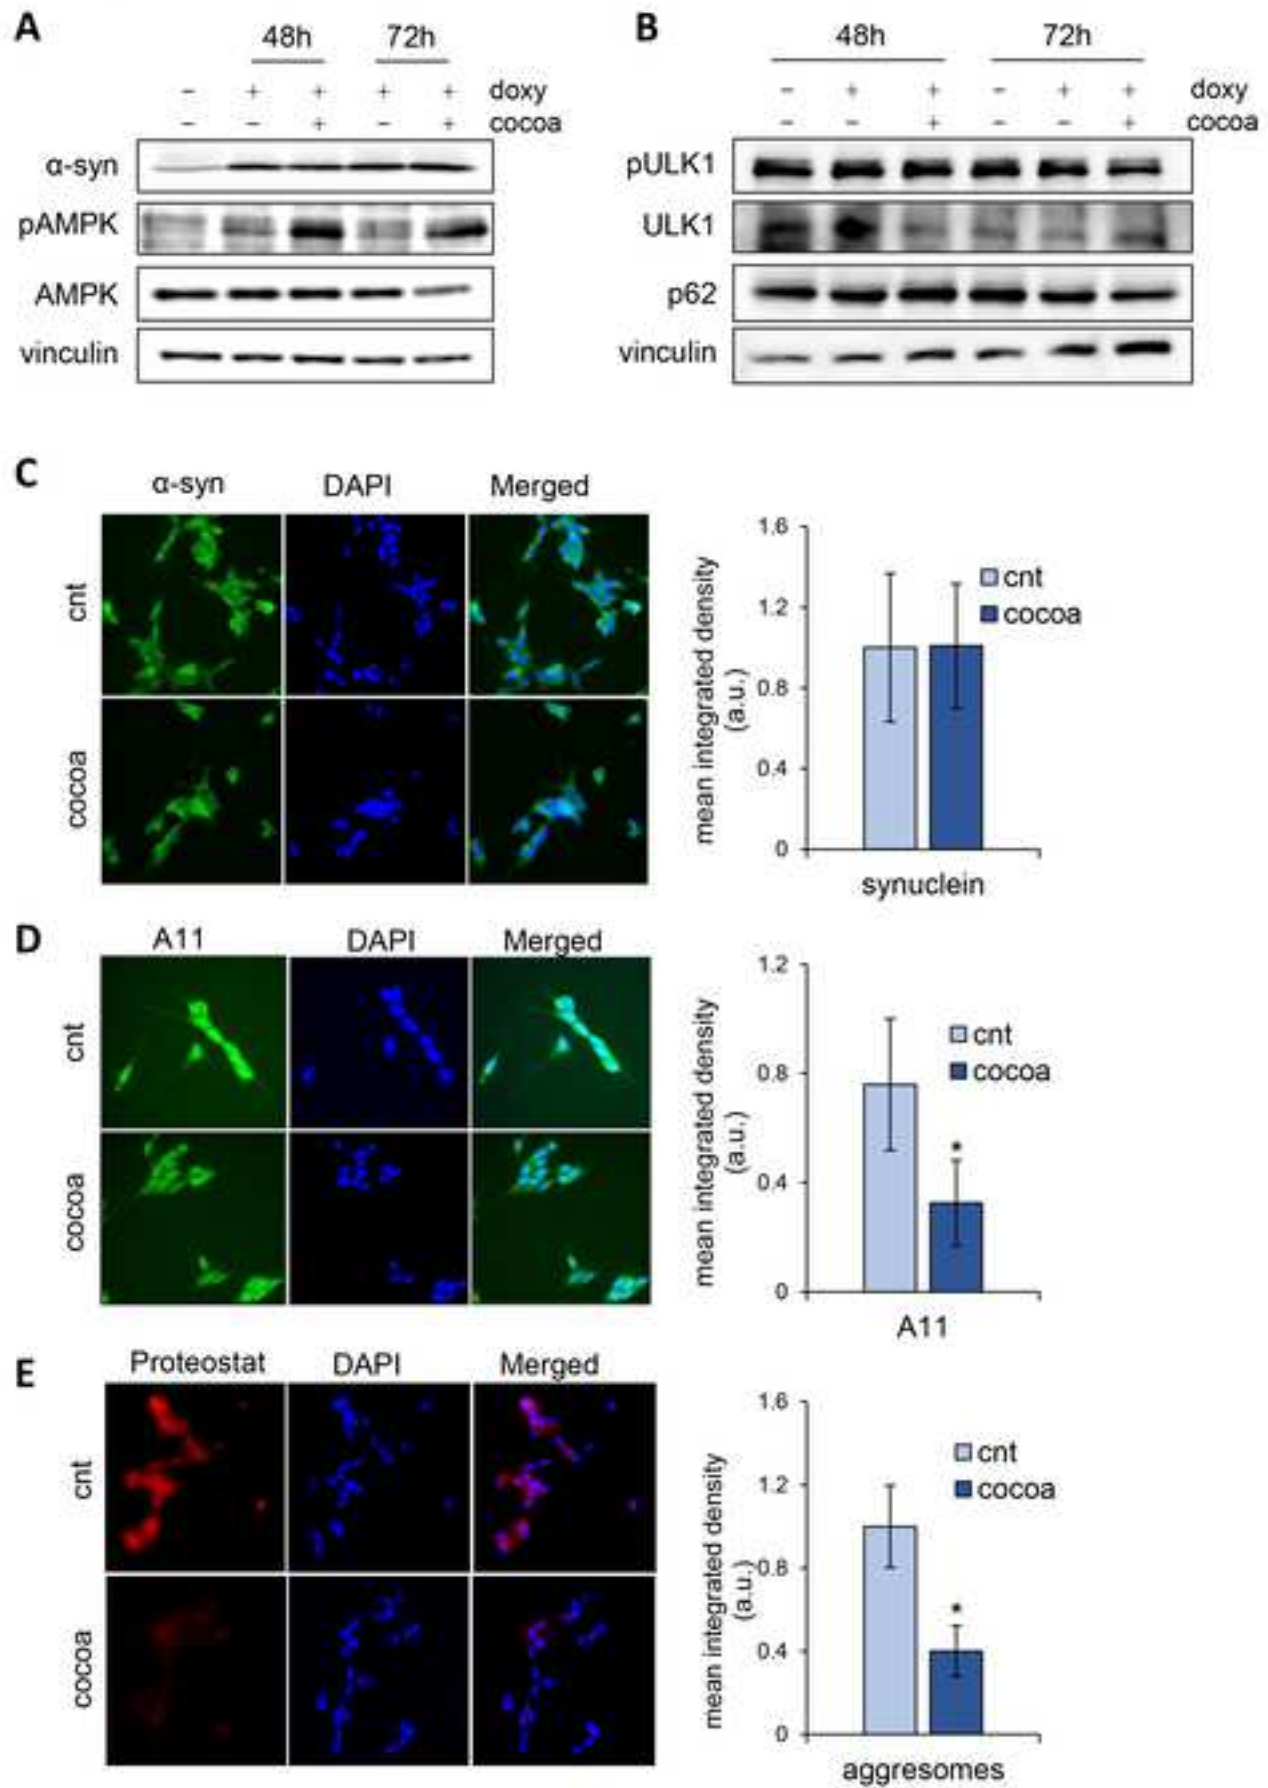 A
48h 72h
- + + + + doxy
- - + - + cocoa
α-syn
pAMPK
AMPK
vinculin
B
48h 72h
- + + - + + doxy
- - + - - + cocoa
pULK1
ULK1
p62
vinculin
C
α-syn DAPI Merged
cnt
cocoa
mean integrated density
(a.u.)
1.6
1.2
0.8
0.4
0
cnt
cocoa
synuclein
D
A11 DAPI Merged
cnt
cocoa
mean integrated density
(a.u.)
1.2
0.8
0.4
0
cnt
cocoa
*
A11
E
Proteostat DAPI Merged
cnt
cocoa
mean integrated density
(a.u.)
1.6
1.2
0.8
0.4
0
cnt
cocoa
*
aggresomes